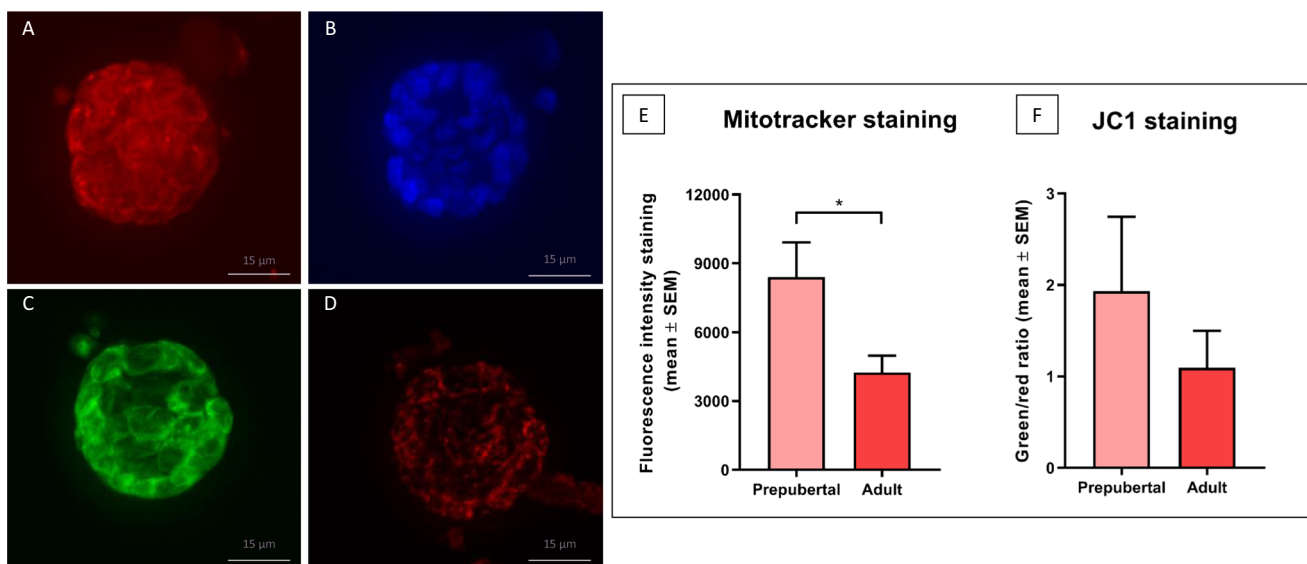 A
B
15 µm
15 µm
C
D
15 µm
15 µm
E
Mitotracker staining
Fluorescence intensity staining
(mean ± SEM)
12000
9000
6000
3000
0
*
Prepubertal
Adult
F
JC1 staining
Green/red ratio (mean ± SEM)
3
2
1
0
Prepubertal
Adult